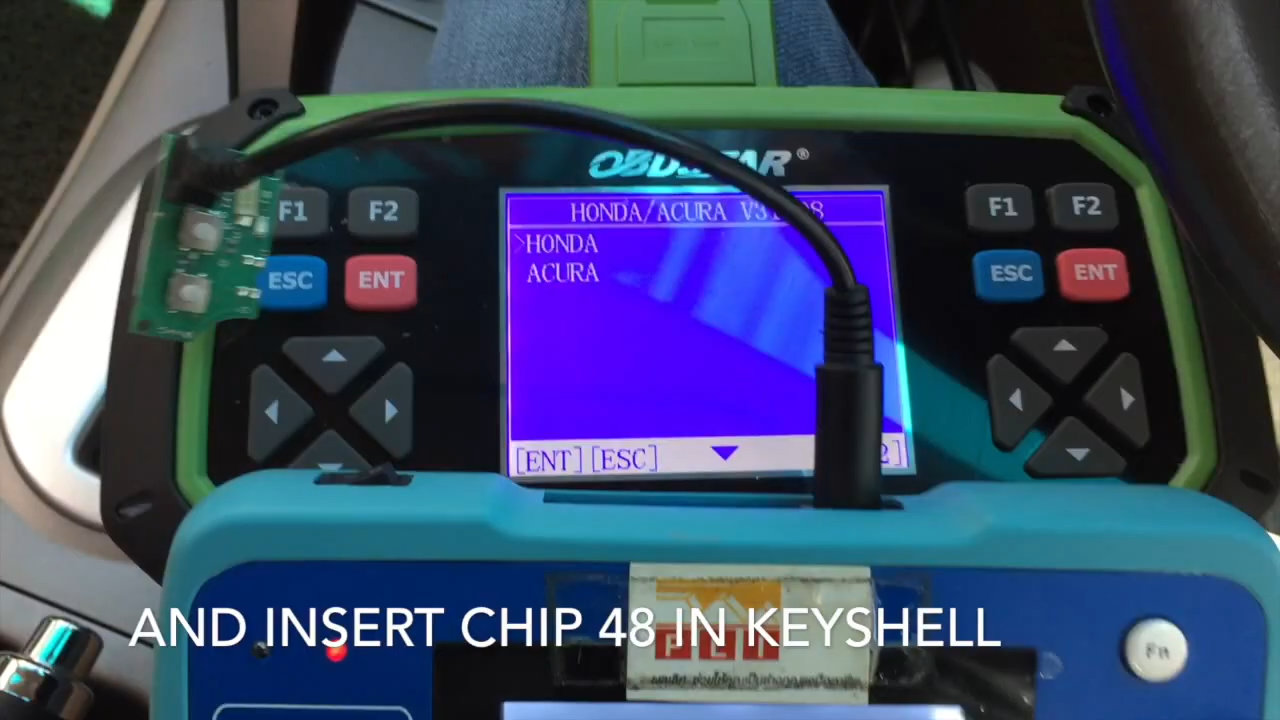 OBDSTAR®
HONDA/ACURA
>HONDA
ACURA
[ENT][ESC]
F1
F2
ESC
ENT
F1
F2
ESC
ENT
AND INSERT CHIP 48 IN KEYSHELL
Fn